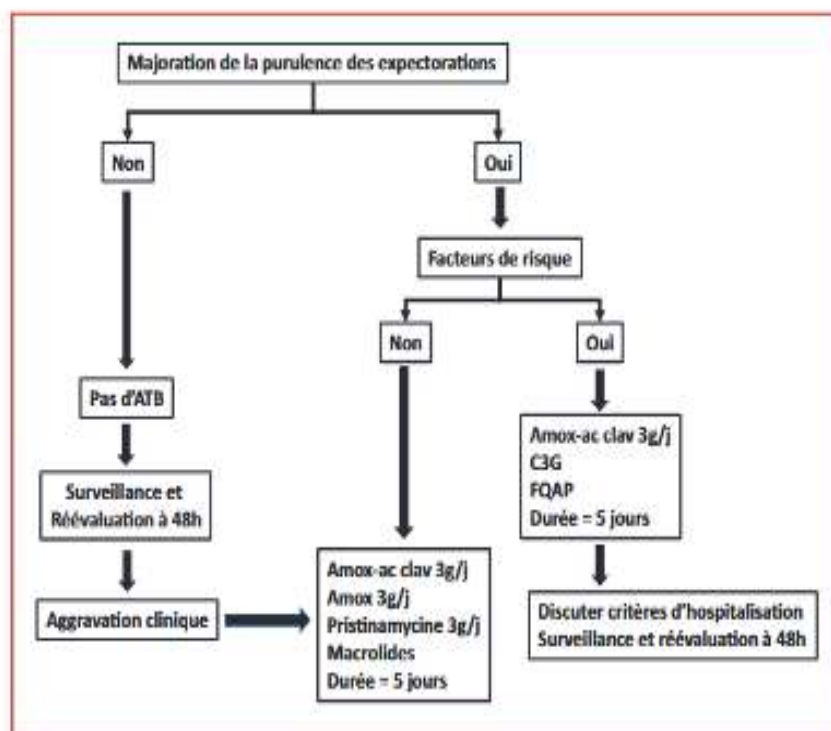 Majoration de la purulence des expectorations
Non
Oui
Facteurs de risque
Non
Oui
Pas d'ATB
Surveillance et
Réévaluation à 48h
Aggravation clinique
Amox-ac clav 3g/j
Amox 3g/j
Pristinamycine 3g/j
Macrolides
Durée = 5 jours
Amox-ac clav 3g/j
C3G
FQAP
Durée = 5 jours
Discuter critères d'hospitalisation
Surveillance et réévaluation à 48h